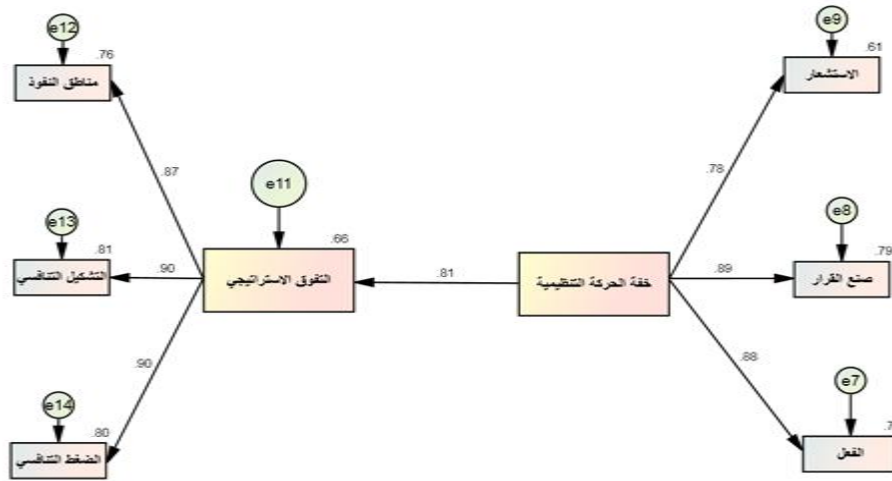 e12
.76
مناطق النفوذ
e9
.61
الاستشعار
.87
.78
e11
e13
.81
التشكيل التنافسي
.90
.66
التفوق الاستراتيجي
.81
خفة الحركة التنظيمية
e8
.79
صنع القرار
.89
.90
.88
e14
.80
الضغط التنافسي
e7
الفعل